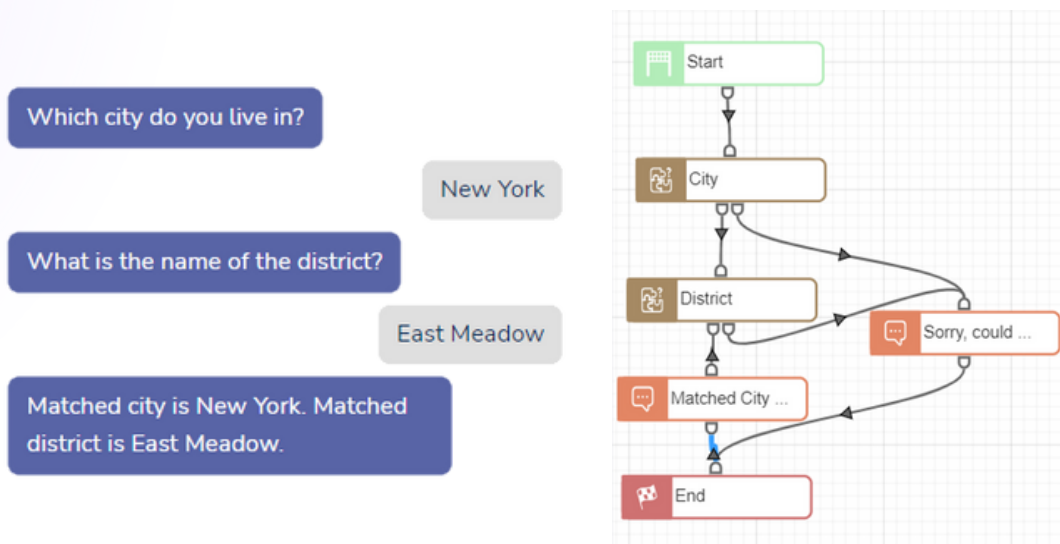 Which city do you live in?
New York
What is the name of the district?
East Meadow
Matched city is New York. Matched
district is East Meadow.
Start
City
District
Sorry, could ...
Matched City ...
End